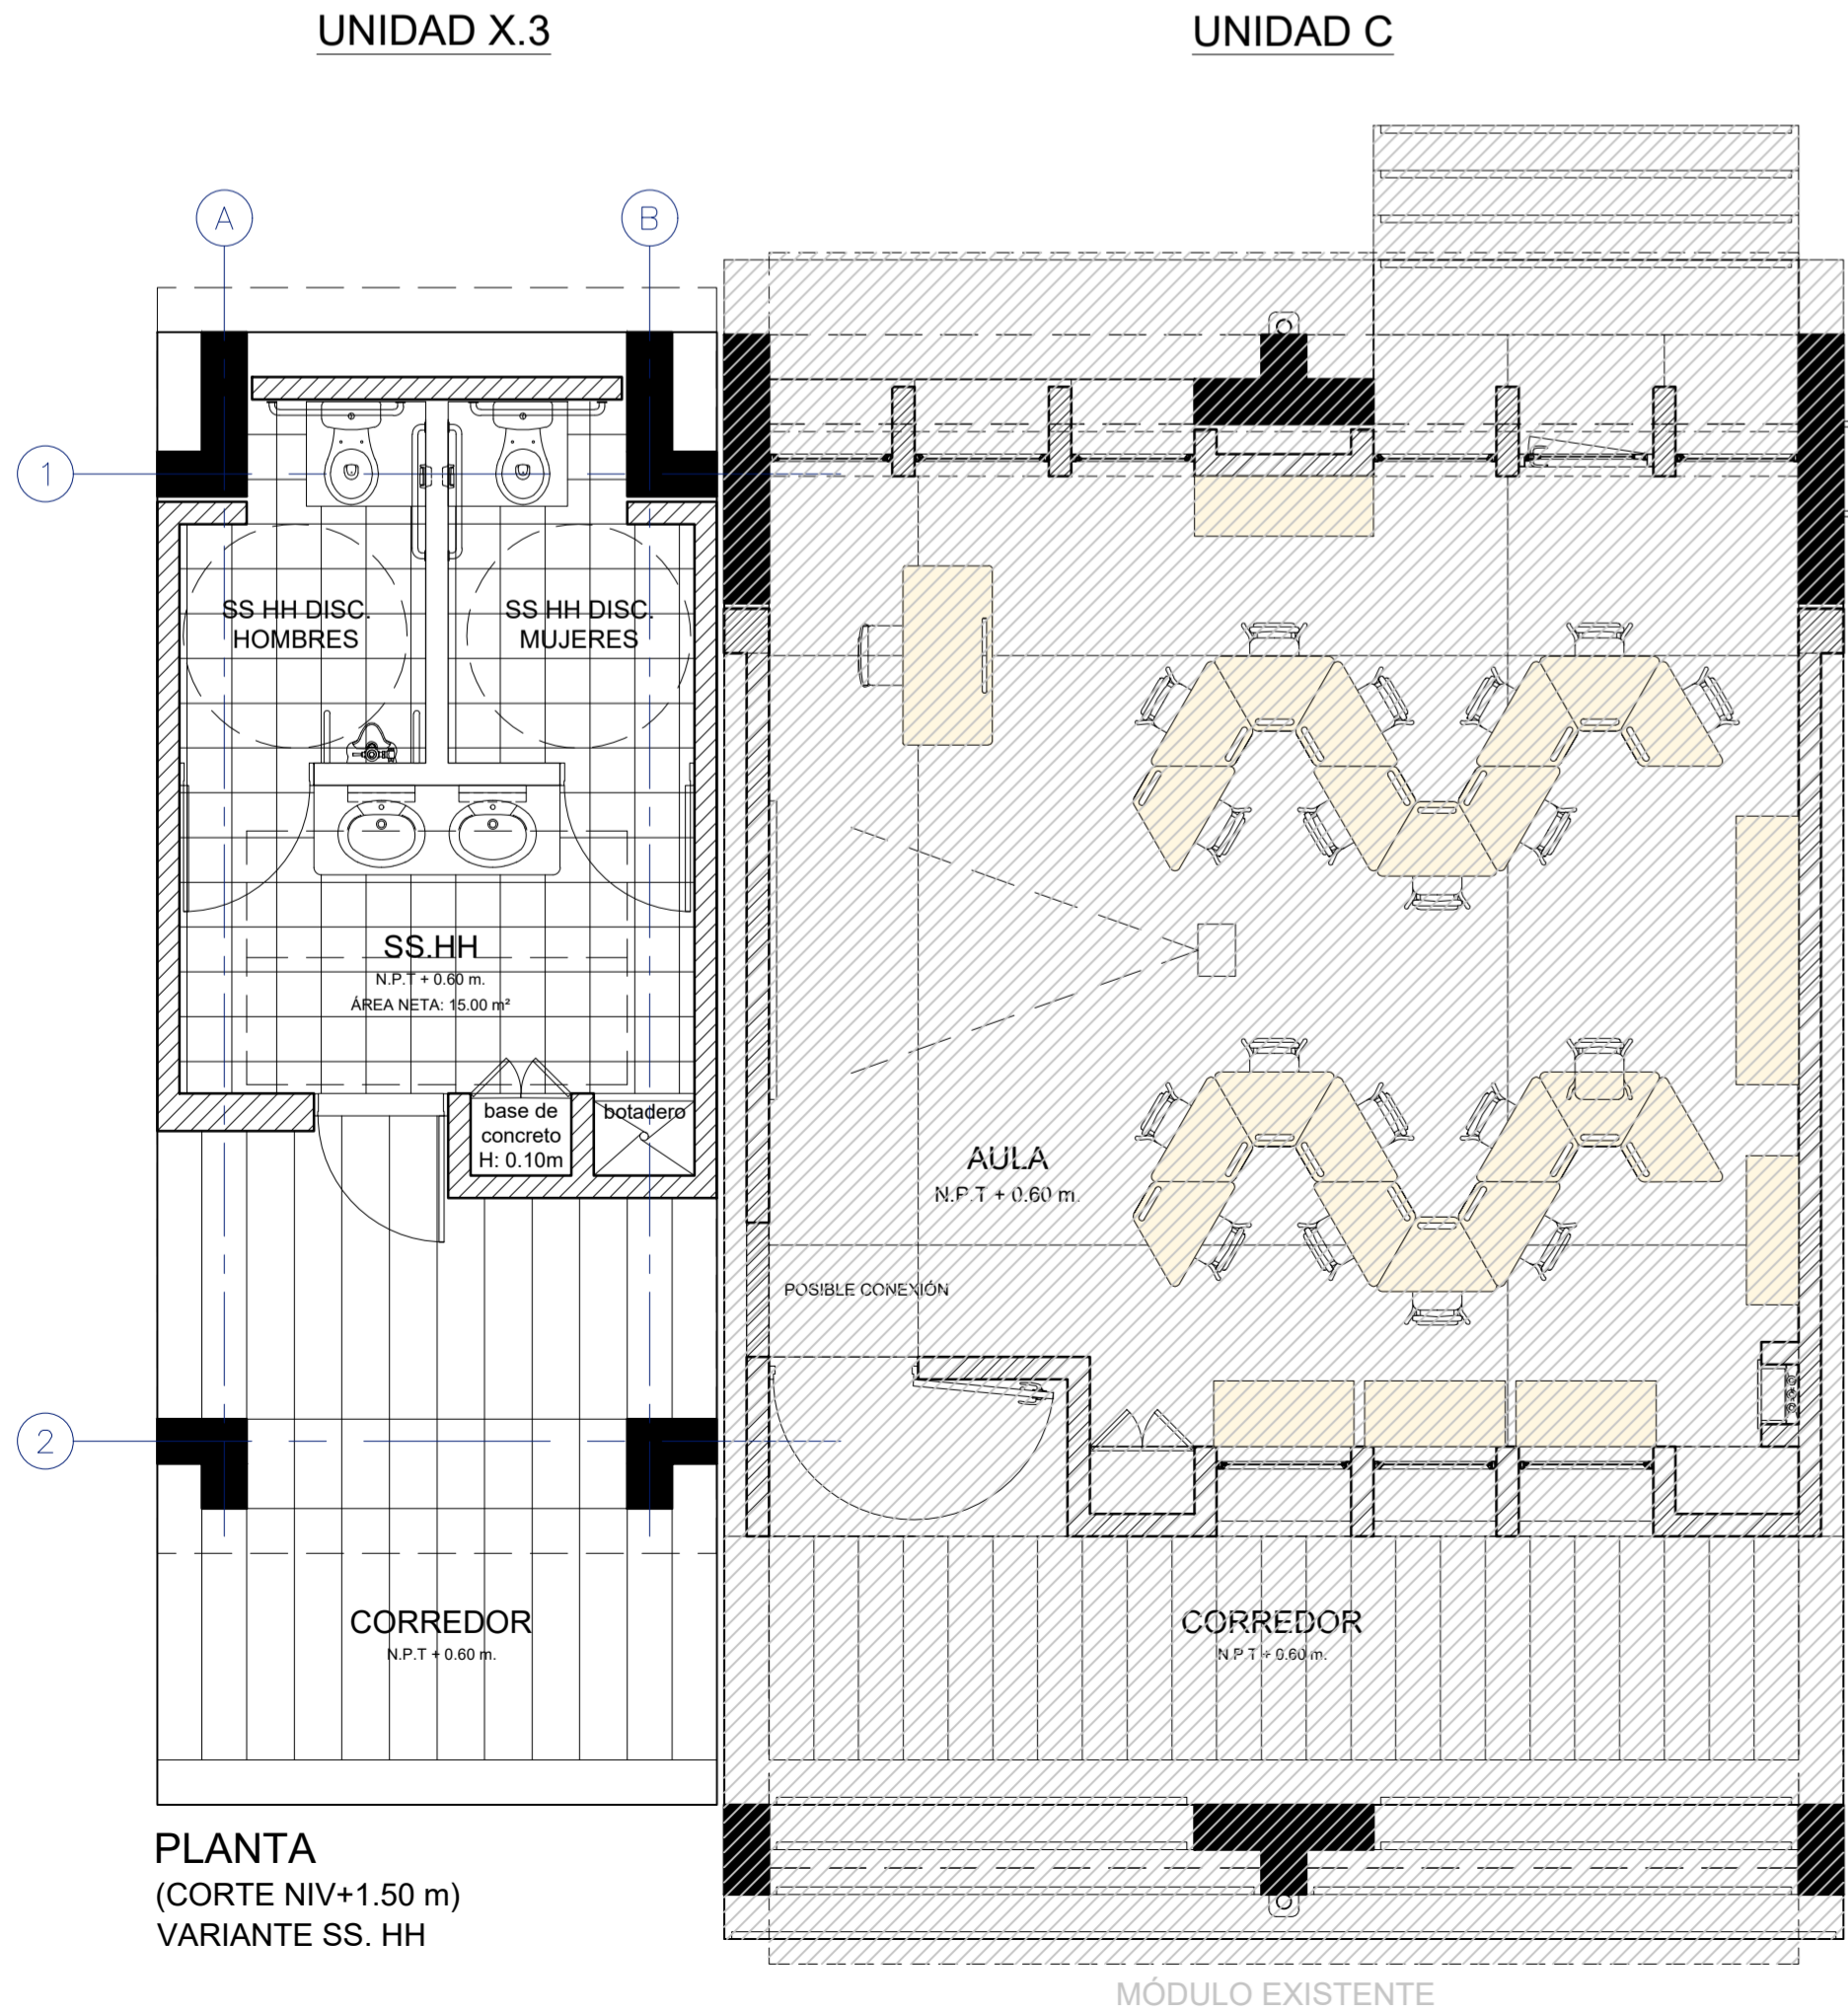 UNIDAD X.3
UNIDAD C
A
B
1
SS HH DISC.
HOMBRES
SS HH DISC.
MUJERES
SS.HH
N.P.T + 0.60 m.
ÁREA NETA: 15.00 m²
base de
concreto
H: 0.10m
botadero
AULA
N.P.T + 0.60 m.
POSIBLE CONEXIÓN
2
CORREDOR
N.P.T + 0.60 m.
CORREDOR
N.P.T + 0.60 m.
PLANTA
(CORTE NIV+1.50 m)
VARIANTE SS. HH
MÓDULO EXISTENTE